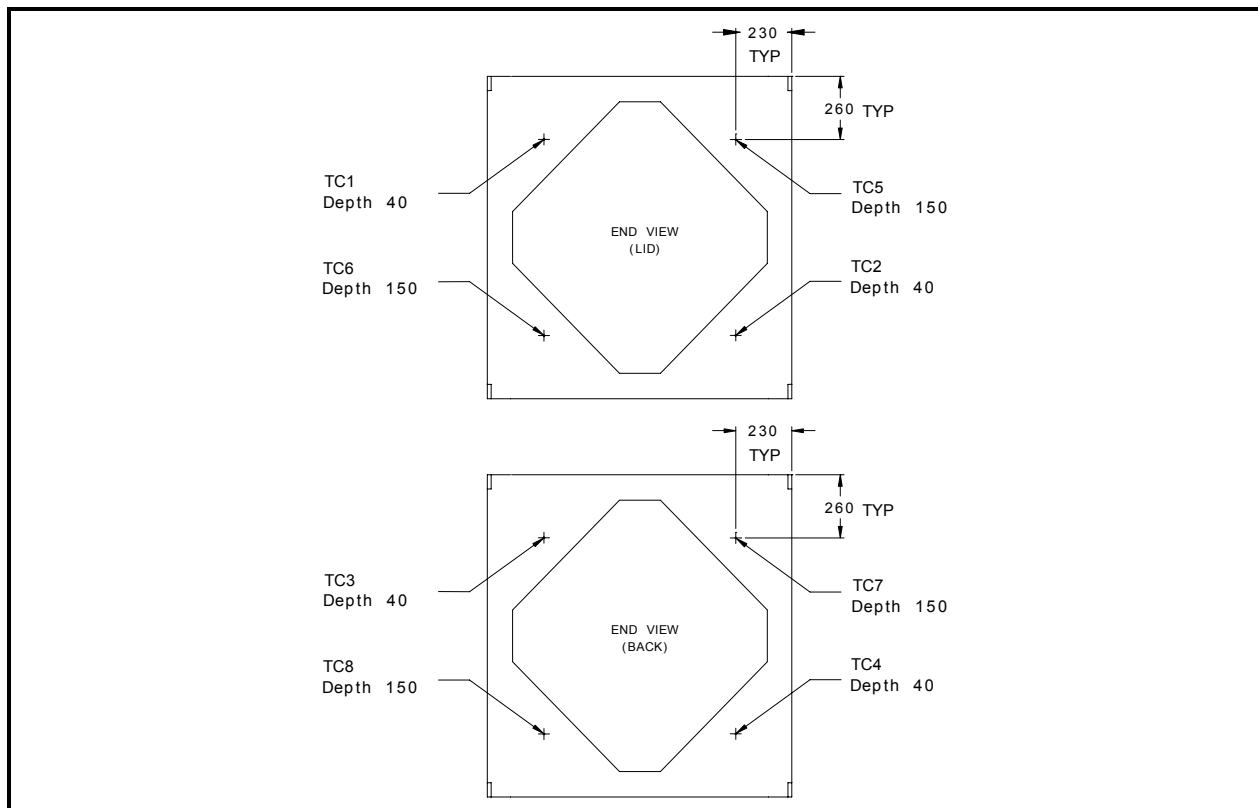 230
TYP
260 TYP
TC1
Depth 40
TC5
Depth 150
END VIEW
(LID)
TC6
Depth 150
TC2
Depth 40
230
TYP
260 TYP
TC3
Depth 40
TC7
Depth 150
END VIEW
(BACK)
TC8
Depth 150
TC4
Depth 40